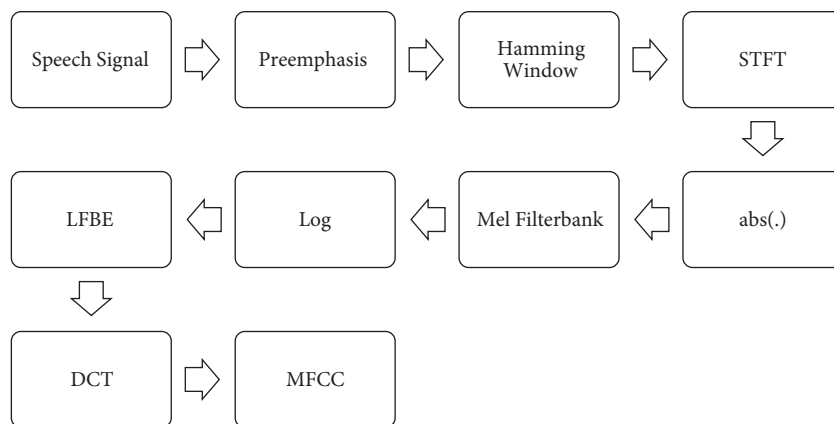 Speech Signal
Preemphasis
Hamming
Window
STFT
LFBE
Log
Mel Filterbank
abs(.)
DCT
MFCC